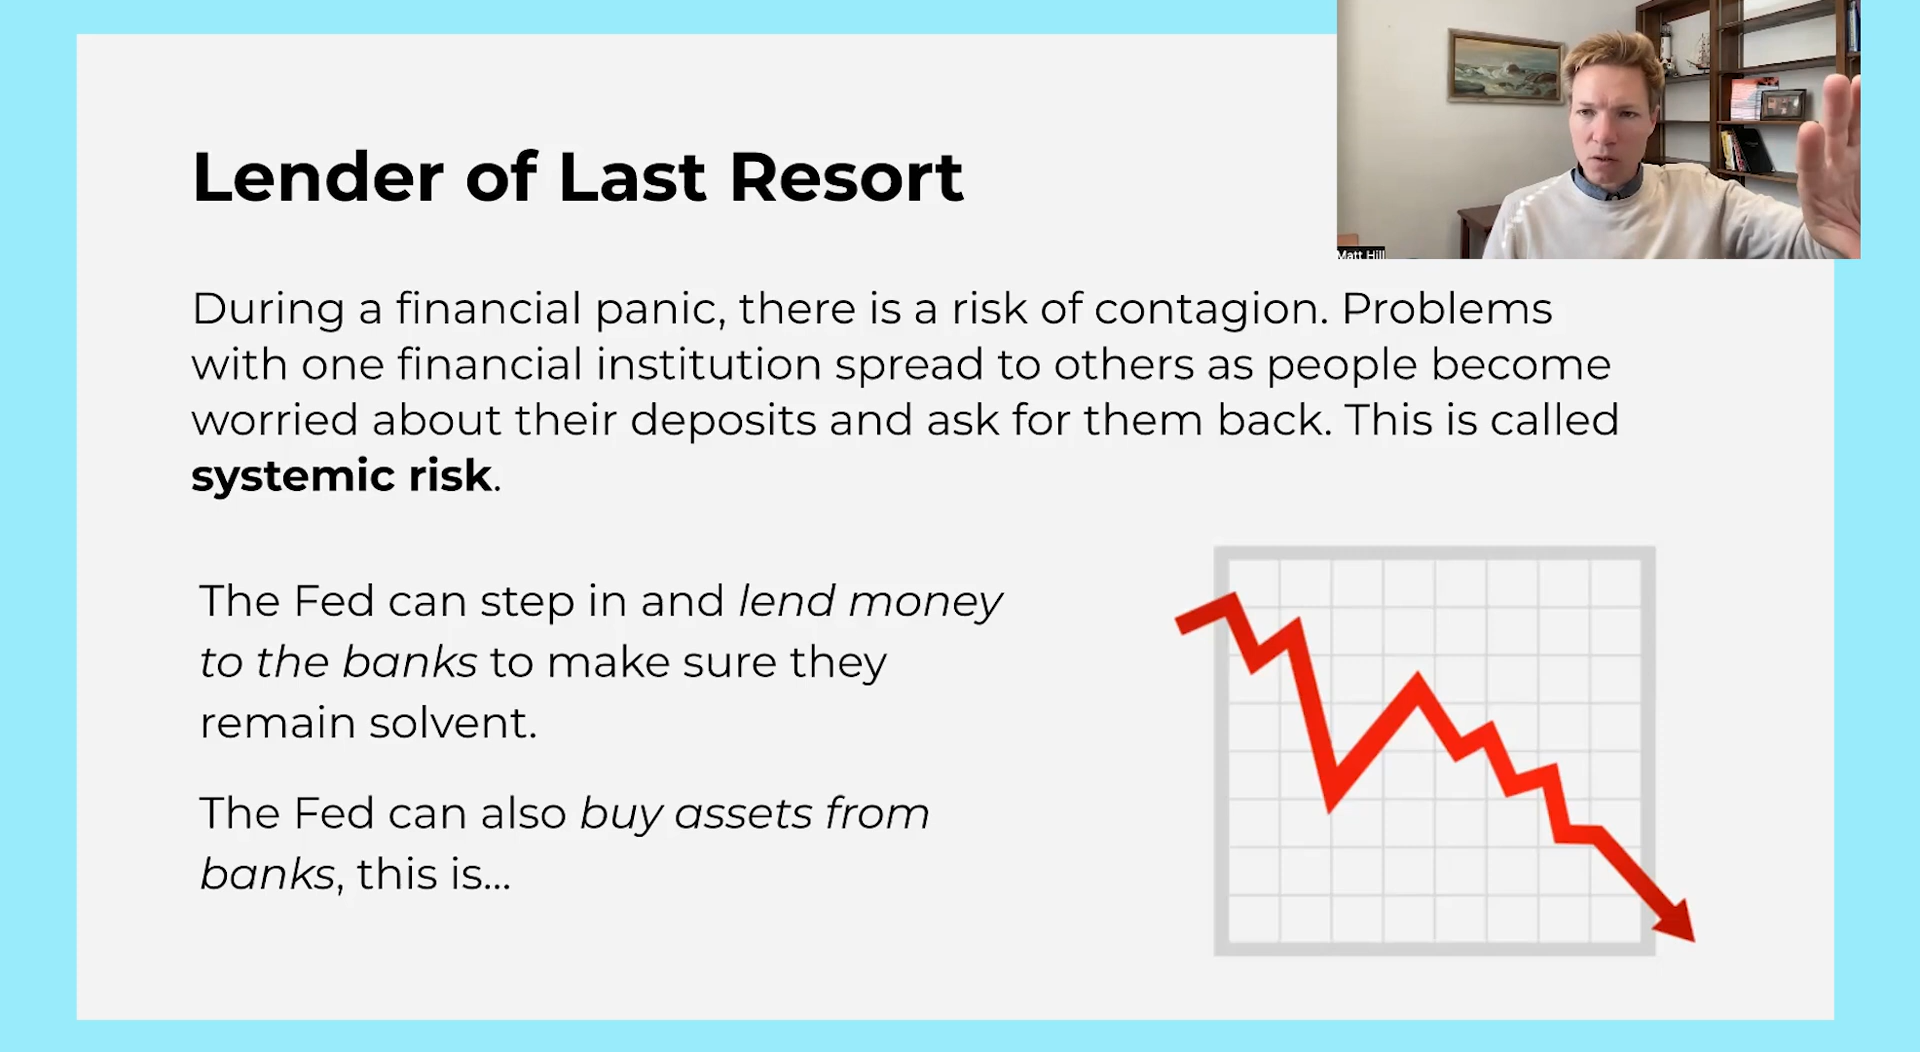 Lender of Last Resort
Matt Hill
During a financial panic, there is a risk of contagion. Problems
with one financial institution spread to others as people become
worried about their deposits and ask for them back. This is called
systemic risk.
The Fed can step in and lend money
to the banks to make sure they
remain solvent.
The Fed can also buy assets from
banks, this is...